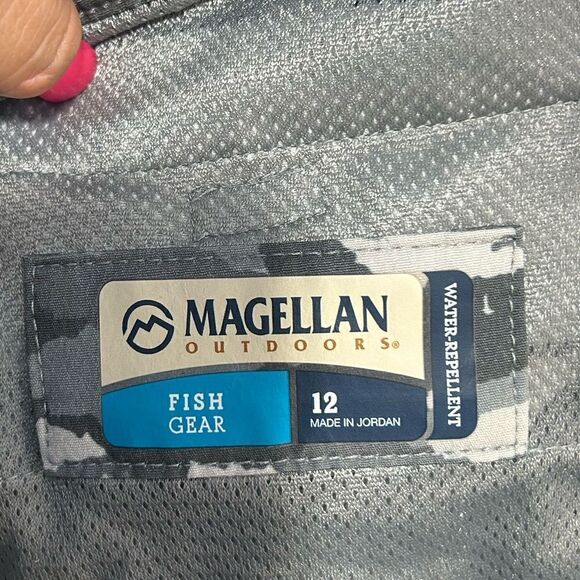 MAGELLAN
OUTDOORS®
FISH
GEAR
12
MADE IN JORDAN
WATER-REPELLENT